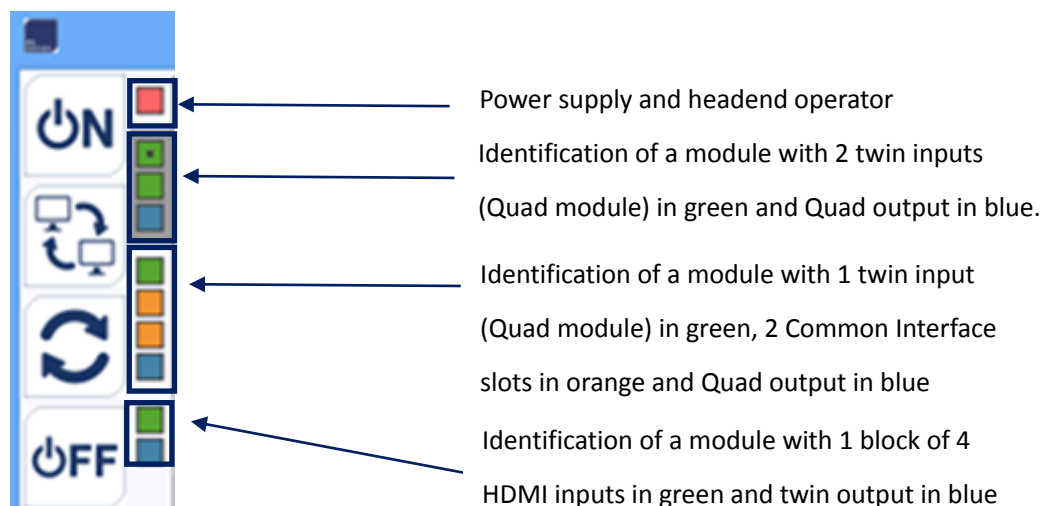 ON
OFF
Power supply and headend operator
Identification of a module with 2 twin inputs
(Quad module) in green and Quad output in blue.
Identification of a module with 1 twin input
(Quad module) in green, 2 Common Interface
slots in orange and Quad output in blue
Identification of a module with 1 block of 4
HDMI inputs in green and twin output in blue